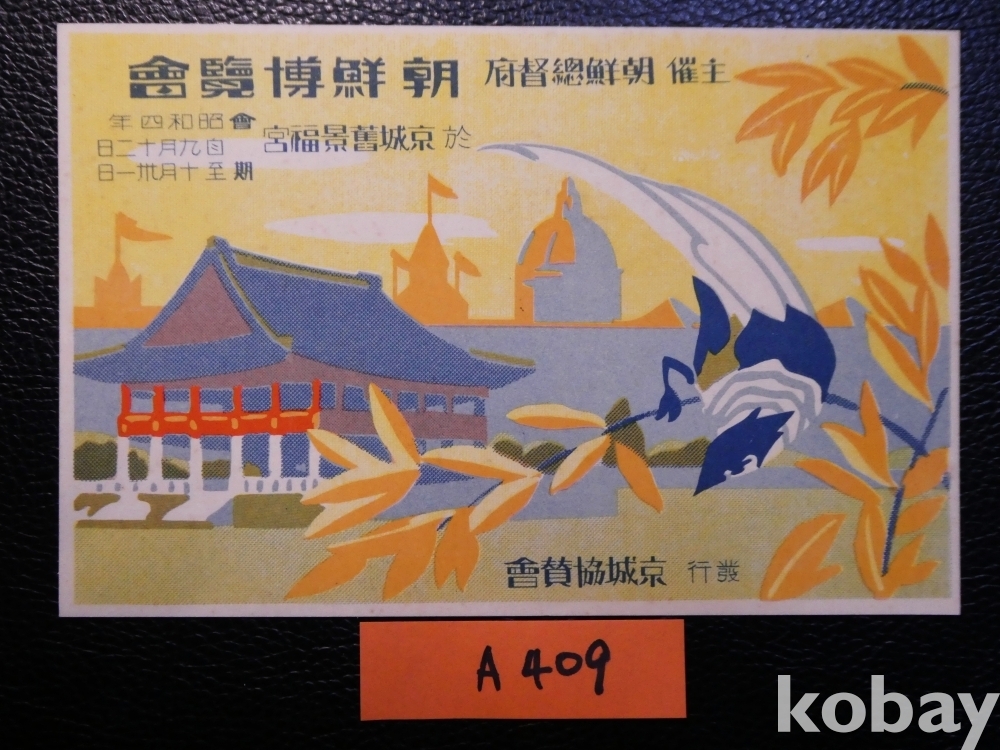 主催 朝鮮總督府
朝鮮博覽會
於 京城舊景福宮
會期
昭和四年
自九月十二日
至十月卅一日
發行 京城協贊會
A 409
kobay